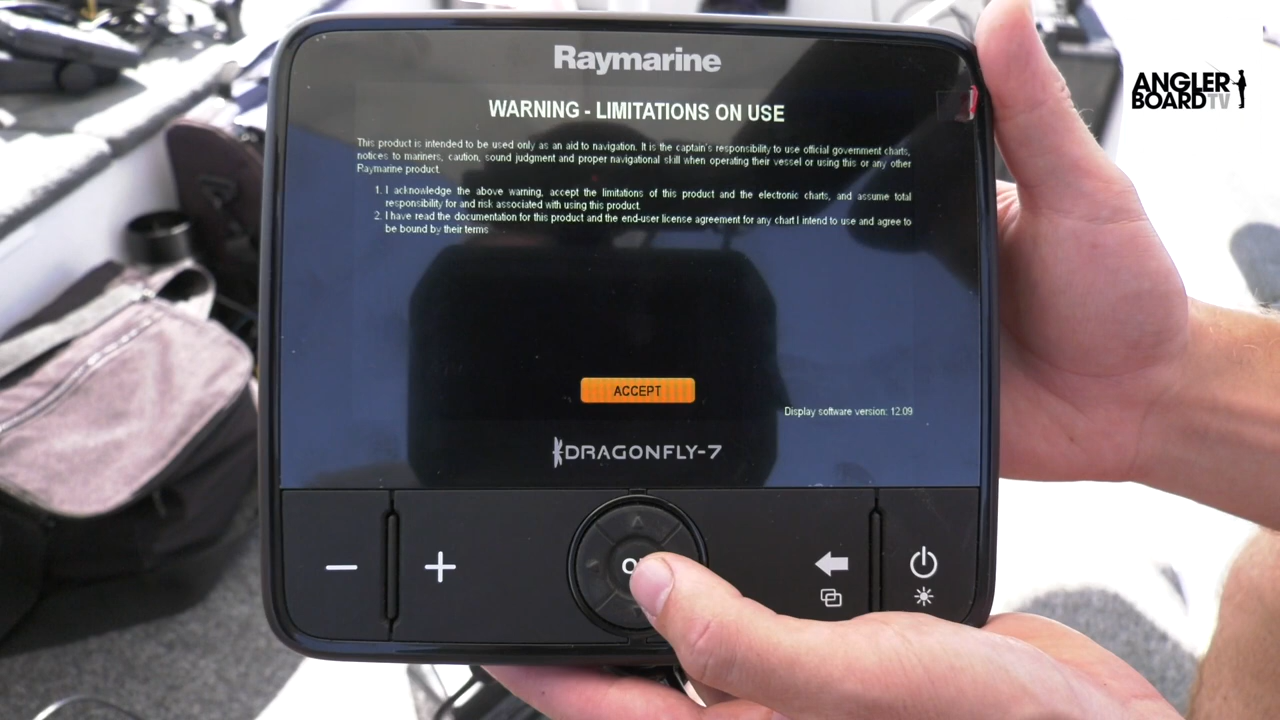 Raymarine
ANGLER
BOARDTV
WARNING - LIMITATIONS ON USE
This product is intended to be used only as an aid to navigation. It is the captain's responsibility to use official government charts,
notices to mariners, caution, sound judgment and proper navigational skill when operating their vessel or using this or any other
Raymarine product.
1. I acknowledge the above warning, accept the limitations of this product and the electronic charts, and assume total
responsibility for and risk associated with using this product.
2. I have read the documentation for this product and the end-user license agreement for any chart I intend to use and agree to
be bound by their terms
ACCEPT
Display software version: 12.09
DRAGONFLY-7